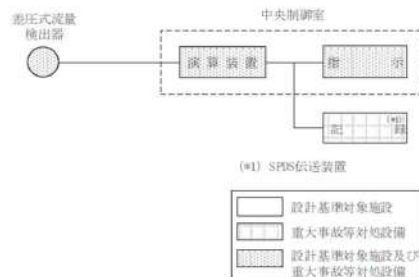 差圧式流量
検出器
中央制御室
演算装置
指示
(*1)
記録
(*1) SPDS伝送装置
設計基準対象施設
重大事故等対処設備
設計基準対象施設及び
重大事故等対処設備